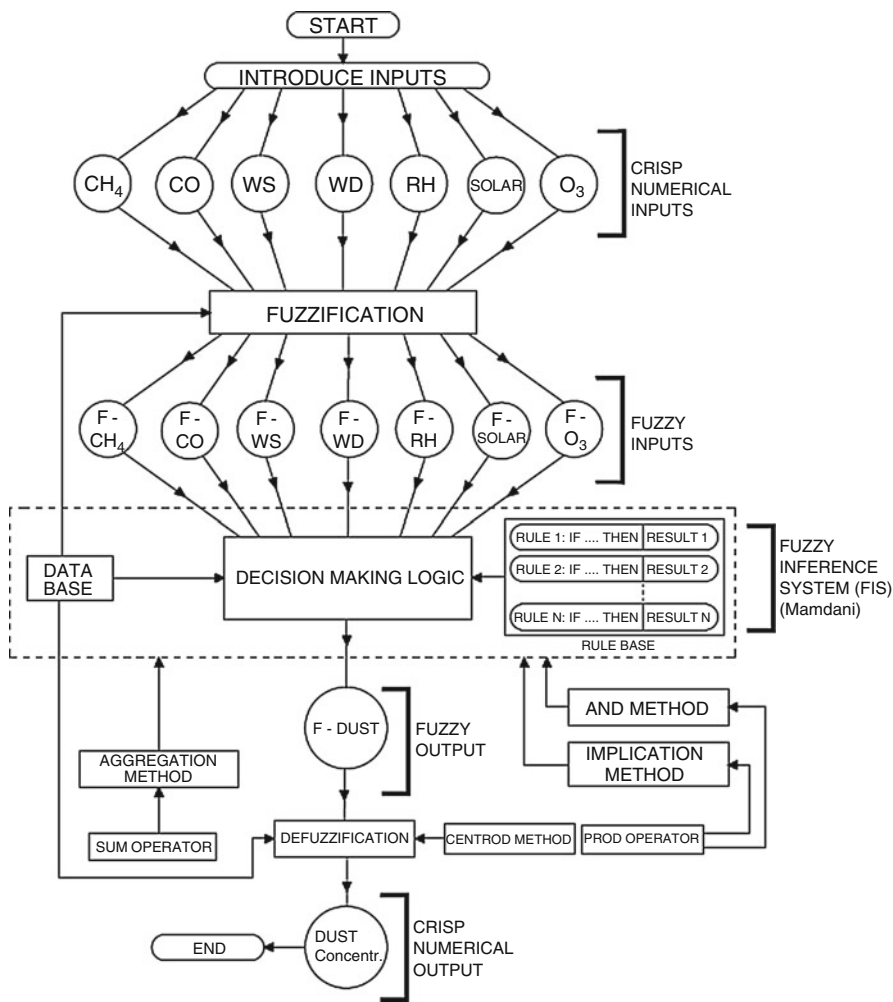 START
INTRODUCE INPUTS
CH₄
CO
WS
WD
RH
SOLAR
O₃
CRISP
NUMERICAL
INPUTS
FUZZIFICATION
F -
CH₄
F -
CO
F -
WS
F -
WD
F -
RH
F -
SOLAR
F -
O₃
FUZZY
INPUTS
DATA
BASE
DECISION MAKING LOGIC
RULE 1: IF .... THEN RESULT 1
RULE 2: IF .... THEN RESULT 2
RULE N: IF .... THEN RESULT N
RULE BASE
FUZZY
INFERENCE
SYSTEM (FIS)
(Mamdani)
F - DUST
FUZZY
OUTPUT
AND METHOD
IMPLICATION
METHOD
AGGREGATION
METHOD
SUM OPERATOR
DEFUZZIFICATION
CENTROD METHOD
PROD OPERATOR
DUST
Concentr.
CRISP
NUMERICAL
OUTPUT
END